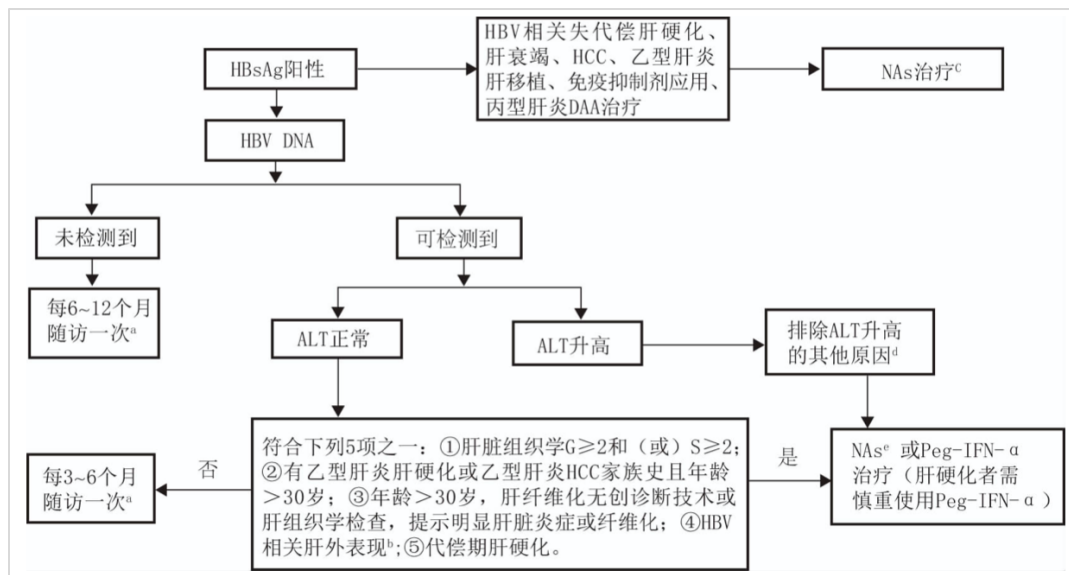 HBsAg阳性
HBV相关失代偿肝硬化、
肝衰竭、HCC、乙型肝炎
肝移植、免疫抑制剂应用、
丙型肝炎DAA治疗
NAs治疗ᶜ
HBV DNA
未检测到
可检测到
每6~12个月
随访一次ᵃ
ALT正常
ALT升高
排除ALT升高
的其他原因ᵈ
符合下列5项之一：①肝脏组织学G≥2和（或）S≥2；
②有乙型肝炎肝硬化或乙型肝炎HCC家族史且年龄
＞30岁；③年龄＞30岁，肝纤维化无创诊断技术或
肝组织学检查，提示明显肝脏炎症或纤维化；④HBV
相关肝外表现ᵇ;⑤代偿期肝硬化。
否
每3~6个月
随访一次ᵃ
是
NAsᵉ 或Peg-IFN-α
治疗（肝硬化者需
慎重使用Peg-IFN-α）